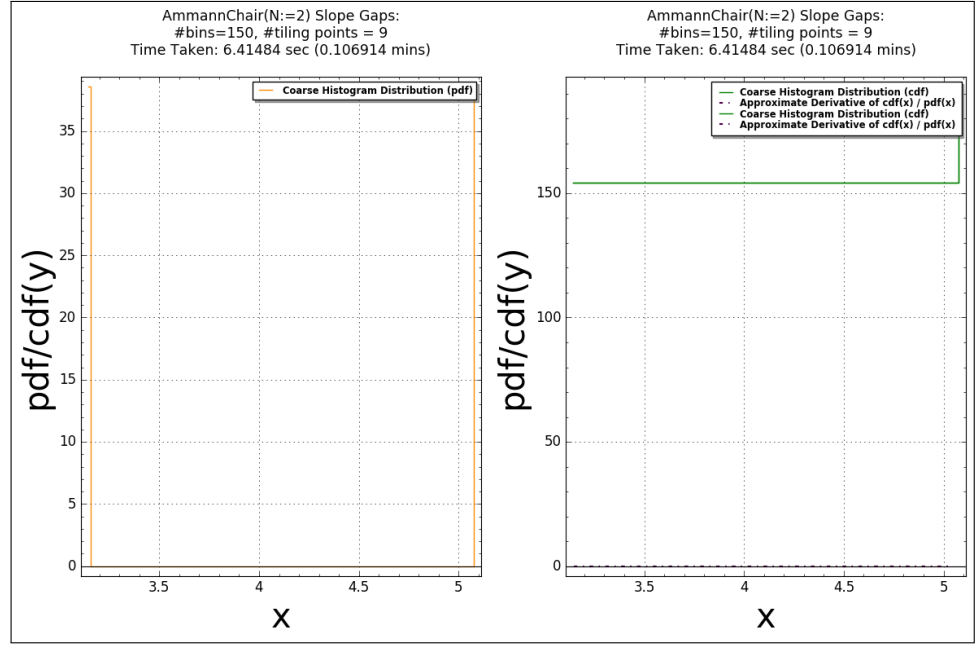 AmmannChair(N:=2) Slope Gaps:
#bins=150, #tiling points = 9
Time Taken: 6.41484 sec (0.106914 mins)
Coarse Histogram Distribution (pdf)
35
30
25
20
15
10
5
0
pdf/cdf(y)
3.5
4
4.5
5
x
AmmannChair(N:=2) Slope Gaps:
#bins=150, #tiling points = 9
Time Taken: 6.41484 sec (0.106914 mins)
Coarse Histogram Distribution (cdf)
Approximate Derivative of cdf(x) / pdf(x)
Coarse Histogram Distribution (cdf)
Approximate Derivative of cdf(x) / pdf(x)
150
100
50
0
pdf/cdf(y)
3.5
4
4.5
5
x